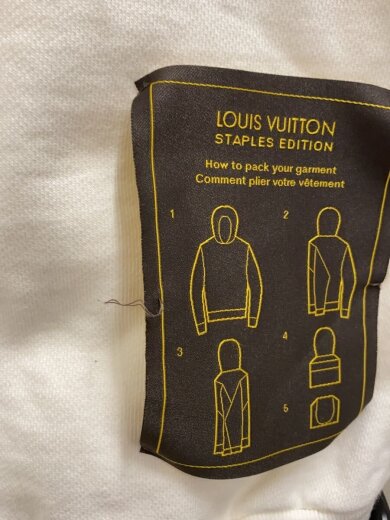 LOUIS VUITTON
STAPLES EDITION
How to pack your garment
Comment plier votre vêtement
1
2
3
4
5